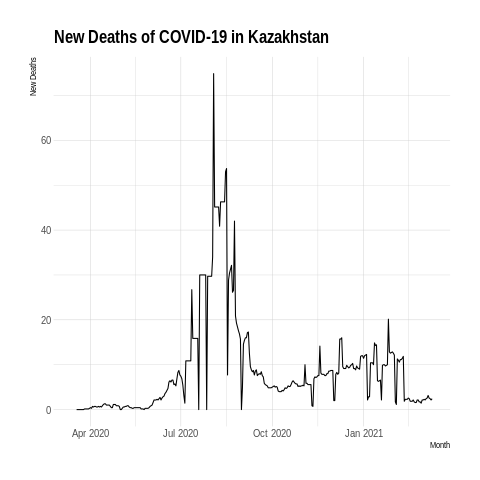 New Deaths of COVID-19 in Kazakhstan
New Deaths
60
40
20
0
Apr 2020
Jul 2020
Oct 2020
Jan 2021
Month